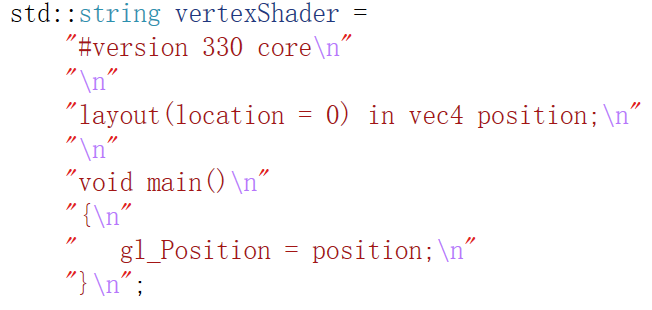 std::string vertexShader =
    "#version 330 core\n"
    "\n"
    "layout(location = 0) in vec4 position;\n"
    "\n"
    "void main()\n"
    "{\n"
    "   gl_Position = position;\n"
    "}\n";